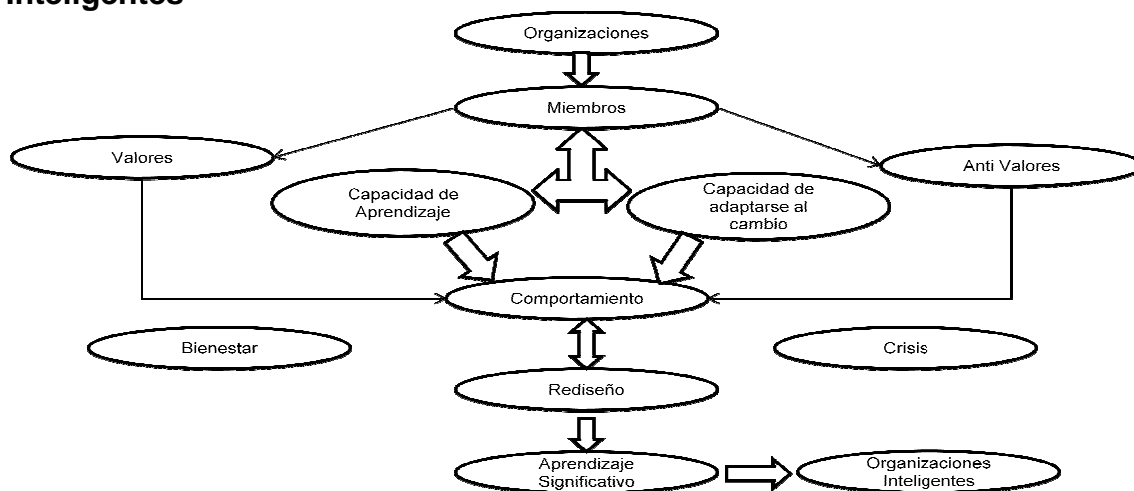 Inteligentes
Organizaciones
Miembros
Valores
Anti Valores
Capacidad de
Aprendizaje
Capacidad de
adaptarse al
cambio
Comportamiento
Bienestar
Crisis
Rediseño
Aprendizaje
Significativo
Organizaciones
Inteligentes